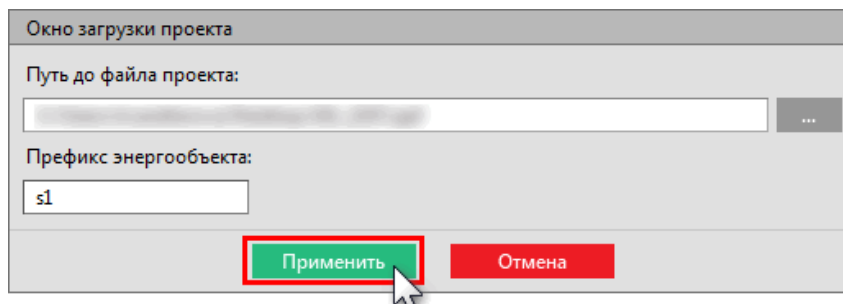 Окно загрузки проекта
Путь до файла проекта:
...
Префикс энергообъекта:
s1
Применить Отмена